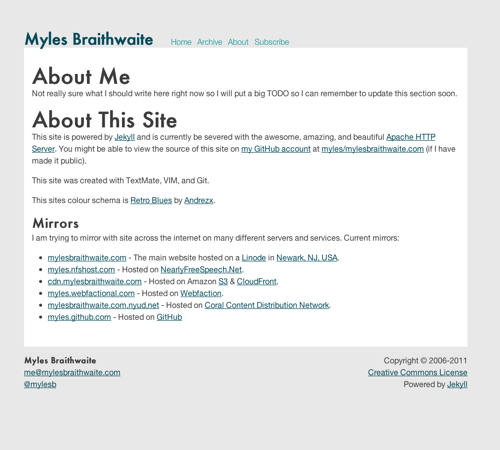 Myles Braithwaite
Home Archive About Subscribe
About Me
Not really sure what I should write here right now so I will put a big TODO so I can remember to update this section soon.
About This Site
This site is powered by Jekyll and is currently be severed with the awesome, amazing, and beautiful Apache HTTP
Server. You might be able to view the source of this site on my GitHub account at myles/mylesbraithwaite.com (if I have
made it public).
This site was created with TextMate, VIM, and Git.
This sites colour schema is Retro Blues by Andrezx.
Mirrors
I am trying to mirror with site across the internet on many different servers and services. Current mirrors:
• mylesbraithwaite.com - The main website hosted on a Linode in Newark, NJ, USA.
• myles.nfshost.com - Hosted on NearlyFreeSpeech.Net.
• cdn.mylesbraithwaite.com - Hosted on Amazon S3 & CloudFront.
• myles.webfactional.com - Hosted on Webfaction.
• mylesbraithwaite.com.nyud.net - Hosted on Coral Content Distribution Network.
• myles.github.com - Hosted on GitHub
Myles Braithwaite
me@mylesbraithwaite.com
@mylesb
Copyright © 2006-2011
Creative Commons License
Powered by Jekyll